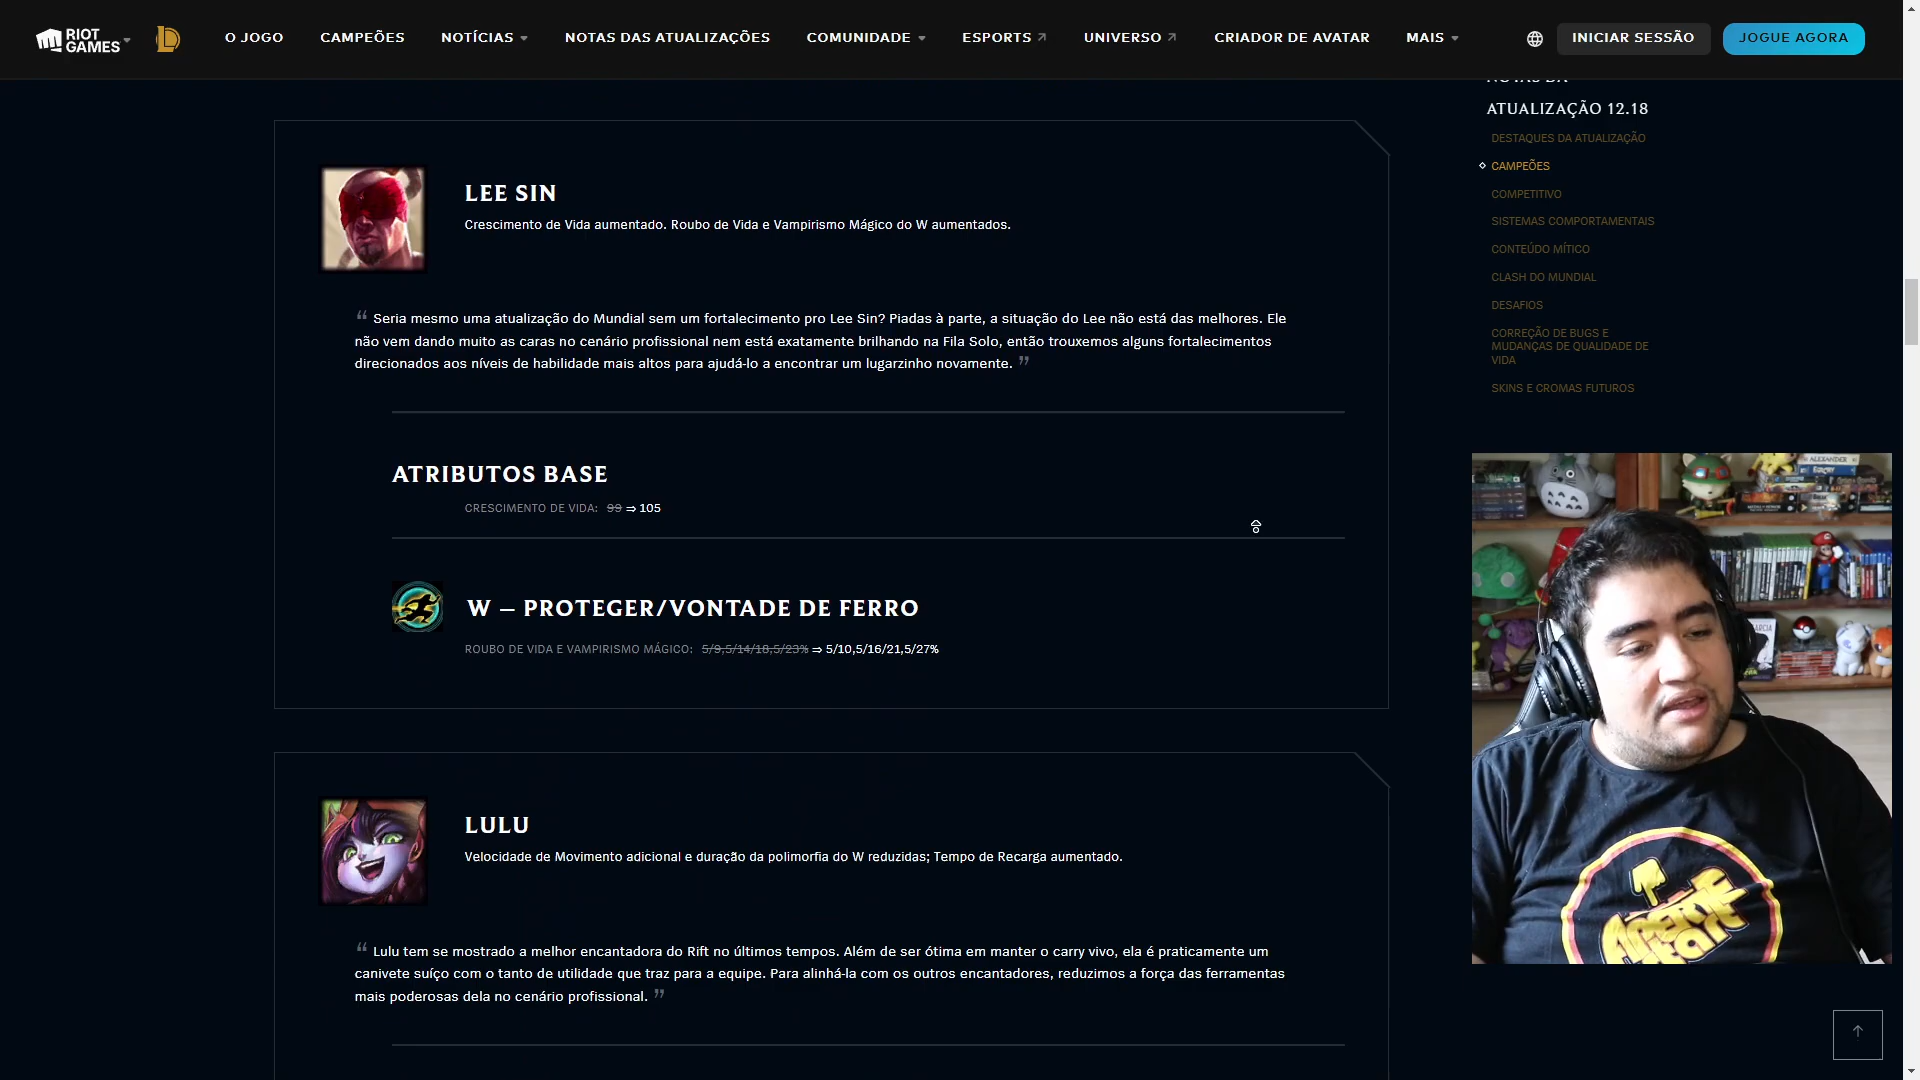 RIOT GAMES
O JOGO
CAMPEÕES
NOTÍCIAS
NOTAS DAS ATUALIZAÇÕES
COMUNIDADE
ESPORTS
UNIVERSO
CRIADOR DE AVATAR
MAIS
INICIAR SESSÃO
JOGUE AGORA
LEE SIN
Crescimento de Vida aumentado. Roubo de Vida e Vampirismo Mágico do W aumentados.
“ Seria mesmo uma atualização do Mundial sem um fortalecimento pro Lee Sin? Piadas à parte, a situação do Lee não está das melhores. Ele
não vem dando muito as caras no cenário profissional nem está exatamente brilhando na Fila Solo, então trouxemos alguns fortalecimentos
direcionados aos níveis de habilidade mais altos para ajudá-lo a encontrar um lugarzinho novamente. ”
ATRIBUTOS BASE
CRESCIMENTO DE VIDA: 99 ⇒ 105
W — PROTEGER/VONTADE DE FERRO
ROUBO DE VIDA E VAMPIRISMO MÁGICO: 5/9,5/14/18,5/23% ⇒ 5/10,5/16/21,5/27%
LULU
Velocidade de Movimento adicional e duração da polimorfia do W reduzidas; Tempo de Recarga aumentado.
“ Lulu tem se mostrado a melhor encantadora do Rift no últimos tempos. Além de ser ótima em manter o carry vivo, ela é praticamente um
canivete suíço com o tanto de utilidade que traz para a equipe. Para alinhá-la com os outros encantadores, reduzimos a força das ferramentas
mais poderosas dela no cenário profissional. ”
NOTAS DA
ATUALIZAÇÃO 12.18
DESTAQUES DA ATUALIZAÇÃO
CAMPEÕES
COMPETITIVO
SISTEMAS COMPORTAMENTAIS
CONTEÚDO MÍTICO
CLASH DO MUNDIAL
DESAFIOS
CORREÇÃO DE BUGS E
MUDANÇAS DE QUALIDADE DE
VIDA
SKINS E CROMAS FUTUROS
ALEXANDER